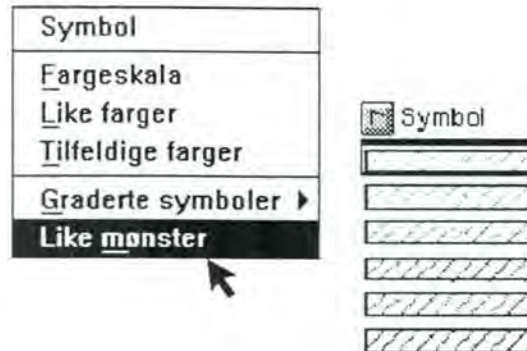 Symbol
Fargeskala
Like farger
Tilfeldige farger
Graderte symboler
Like mønster
Symbol